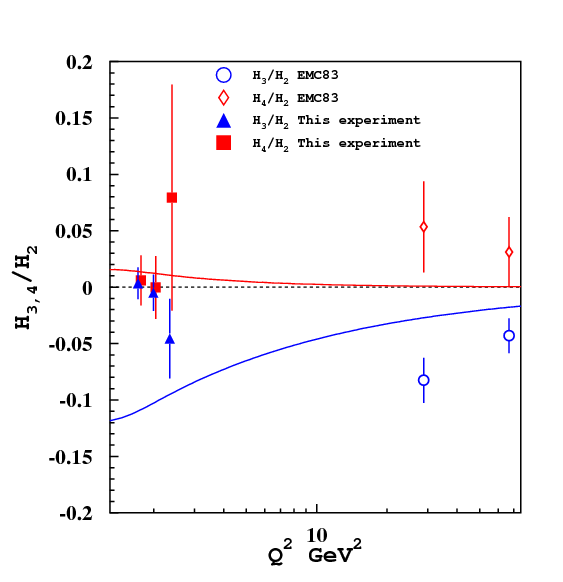 0.2
0.15
0.1
0.05
0
-0.05
-0.1
-0.15
-0.2
H3,4/H2
H3/H2 EMC83
H4/H2 EMC83
H3/H2 This experiment
H4/H2 This experiment
10
Q2 GeV2